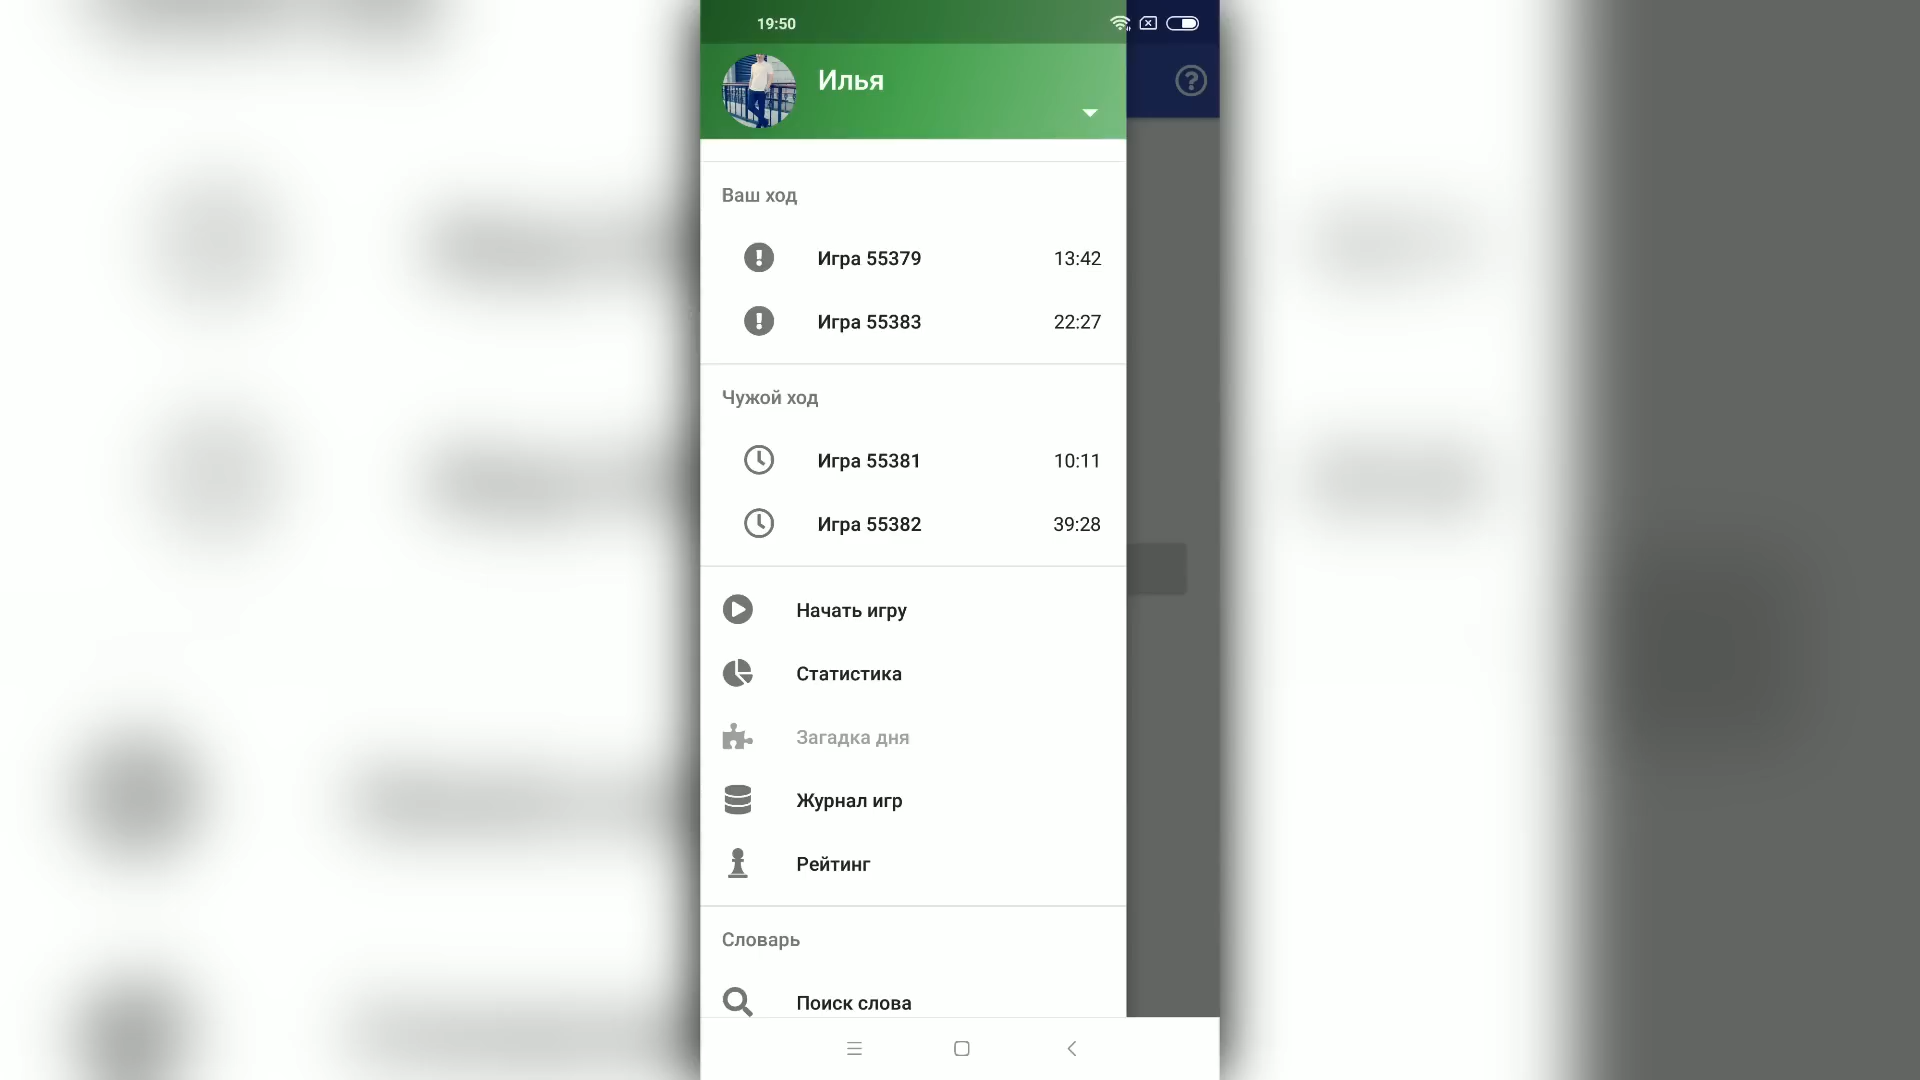 19:50
Илья
Ваш ход
Игра 55379 13:42
Игра 55383 22:27
Чужой ход
Игра 55381 10:11
Игра 55382 39:28
Начать игру
Статистика
Загадка дня
Журнал игр
Рейтинг
Словарь
Поиск слова